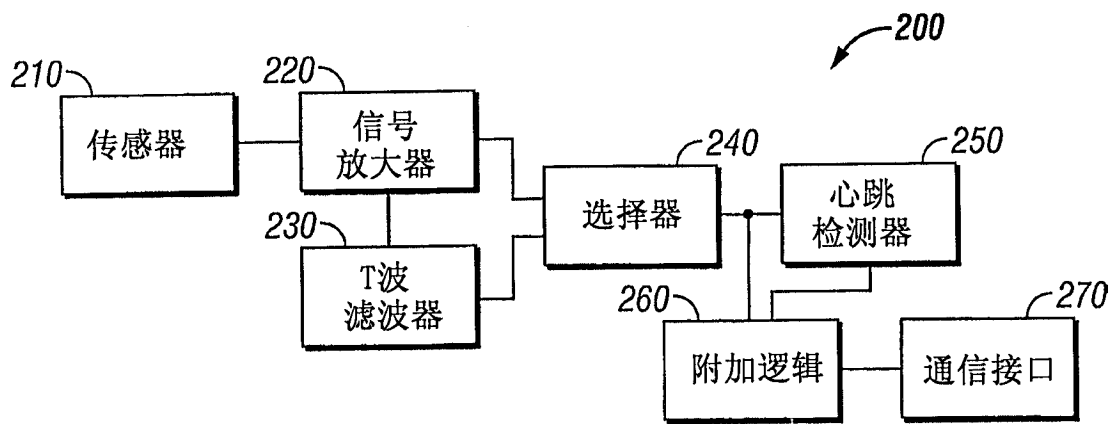 200
210
传感器
220
信号
放大器
230
T波
滤波器
240
选择器
250
心跳
检测器
260
附加逻辑
270
通信接口